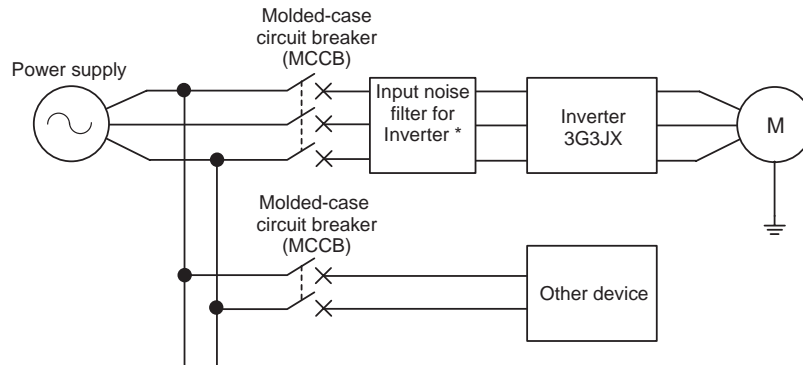 Molded-case
circuit breaker
(MCCB)
Power supply
Input noise
filter for
Inverter *
Inverter
3G3JX
M
Molded-case
circuit breaker
(MCCB)
Other device